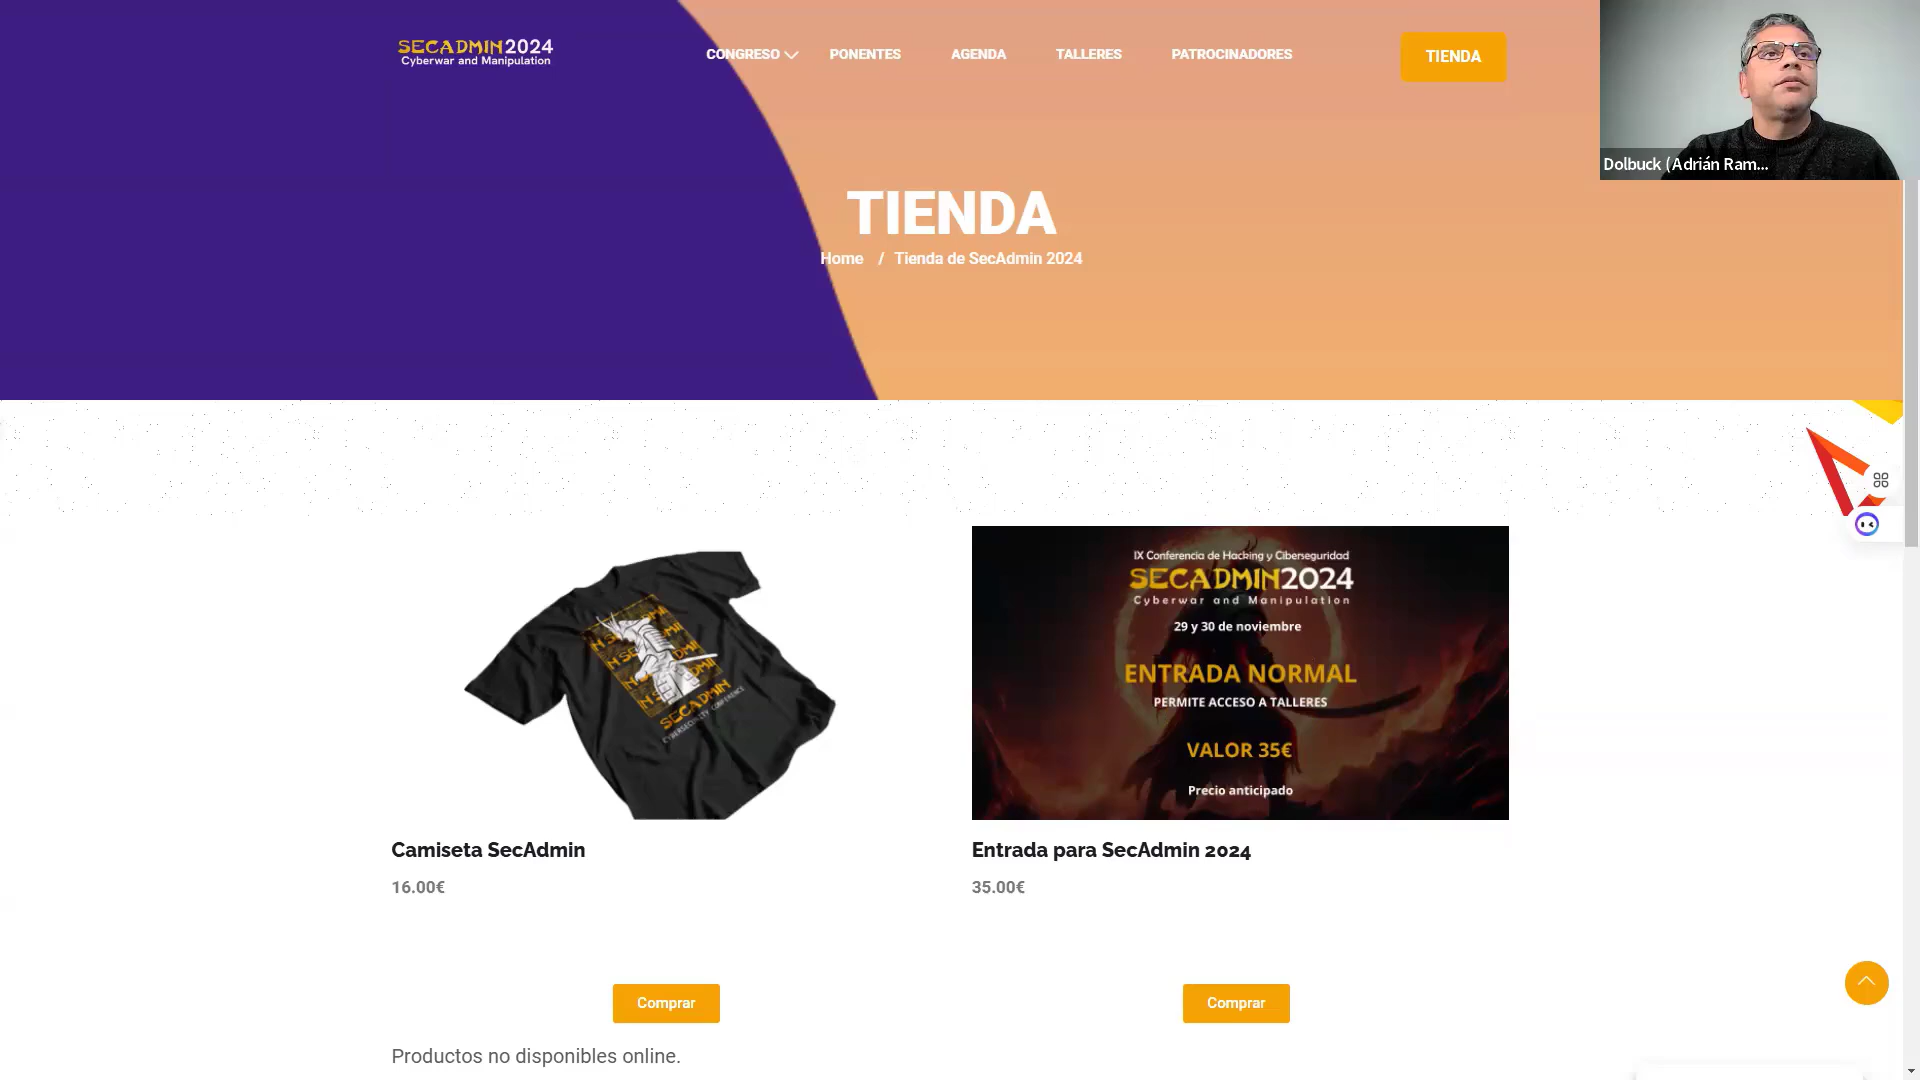 SECADMIN2024
Cyberwar and Manipulation
CONGRESO
PONENTES
AGENDA
TALLERES
PATROCINADORES
TIENDA
Dolbuck (Adrián Ram...
TIENDA
Home / Tienda de SecAdmin 2024
IX Conferencia de Hacking y Ciberseguridad
SECADMIN2024
Cyberwar and Manipulation
29 y 30 de noviembre
ENTRADA NORMAL
PERMITE ACCESO A TALLERES
VALOR 35€
Precio anticipado
SECADMIN
CYBERSECURITY CONFERENCE
Camiseta SecAdmin
16.00€
Entrada para SecAdmin 2024
35.00€
Comprar
Comprar
Productos no disponibles online.